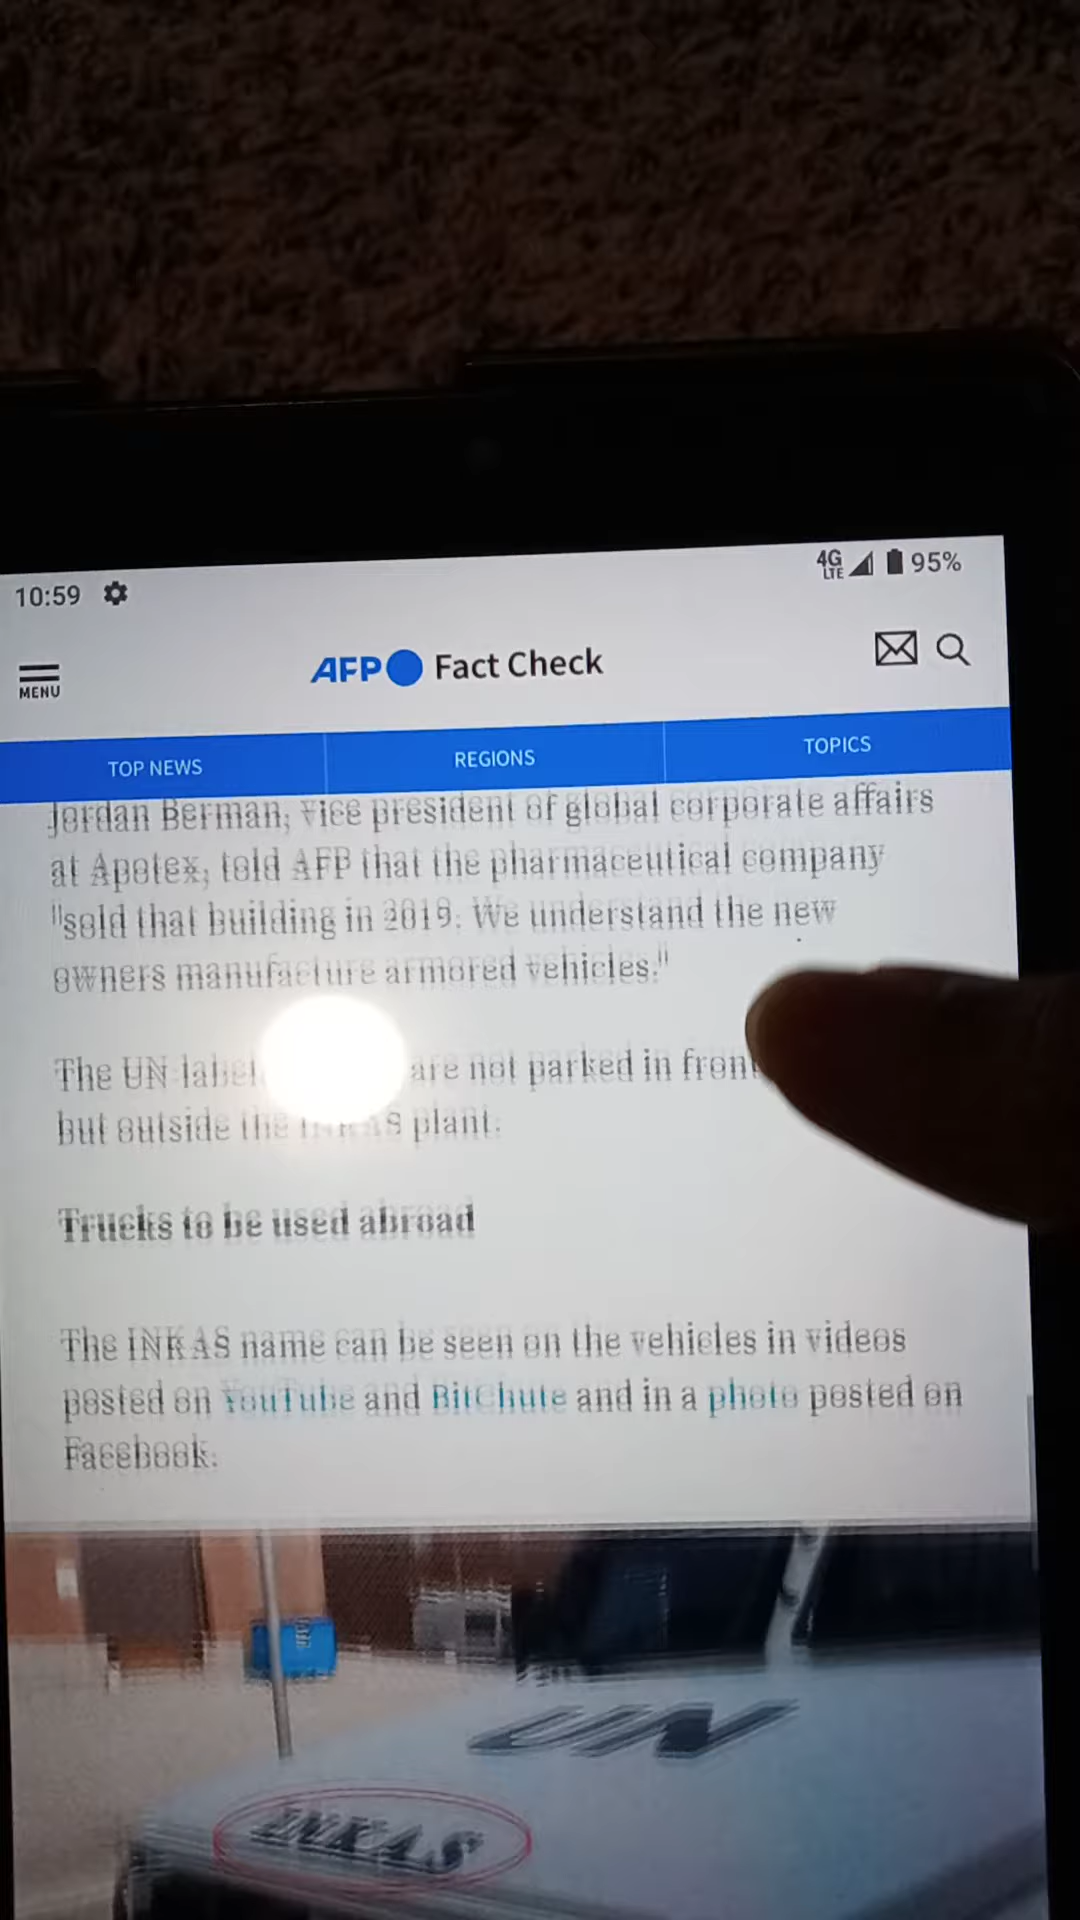 10:59
4G LTE 95%
MENU
AFP Fact Check
TOP NEWS REGIONS TOPICS
Jordan Berman, vice president of global corporate affairs
at Apotex, told AFP that the pharmaceutical company
"sold that building in 2019. We understand the new
owners manufacture armored vehicles."
The UN label are not parked in front
but outside the INKAS plant.
Trucks to be used abroad
The INKAS name can be seen on the vehicles in videos
posted on YouTube and BitChute and in a photo posted on
Facebook.
UN
INKAS